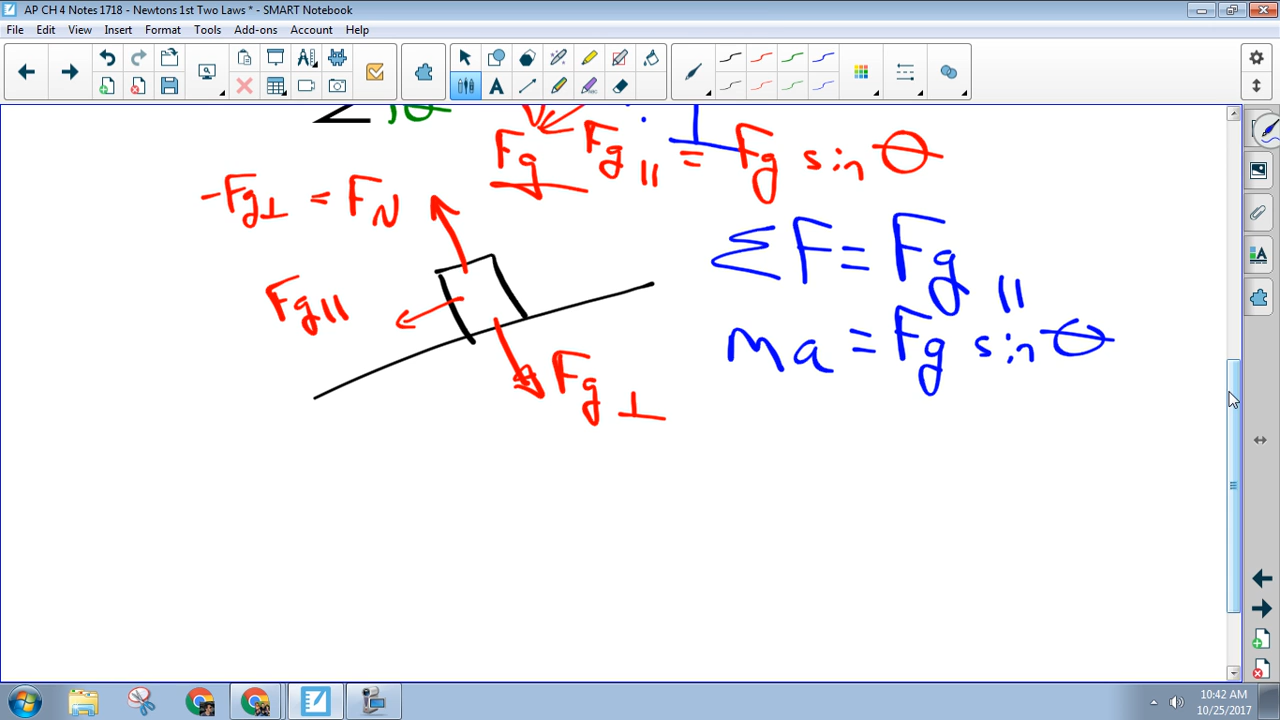 AP CH 4 Notes 1718 - Newtons 1st Two Laws * - SMART Notebook
File Edit View Insert Format Tools Add-ons Account Help
Fg
Fg∥ = Fg sin θ
-Fg⊥ = FN
ΣF = Fg∥
Fg∥
ma = Fg sin θ
Fg⊥
10:42 AM
10/25/2017